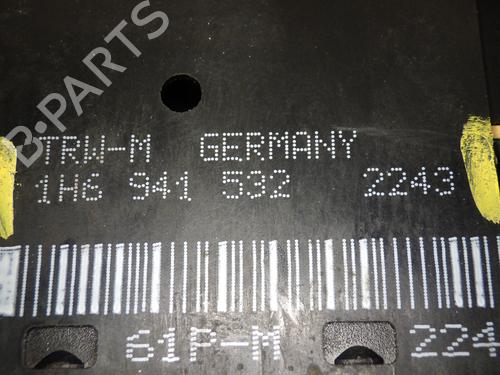 B-PARTS
TRW-M GERMANY
1H6 941 532 2243
61P-M 224